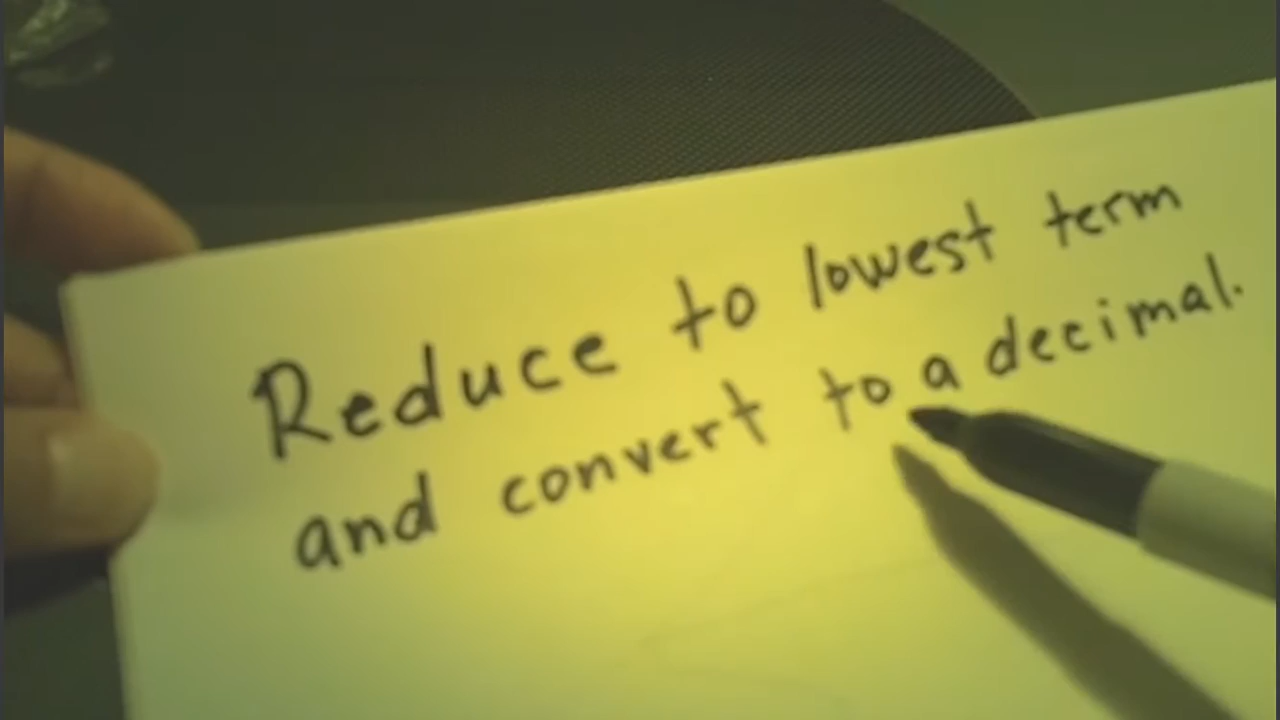 Reduce to lowest term
and convert to a decimal.